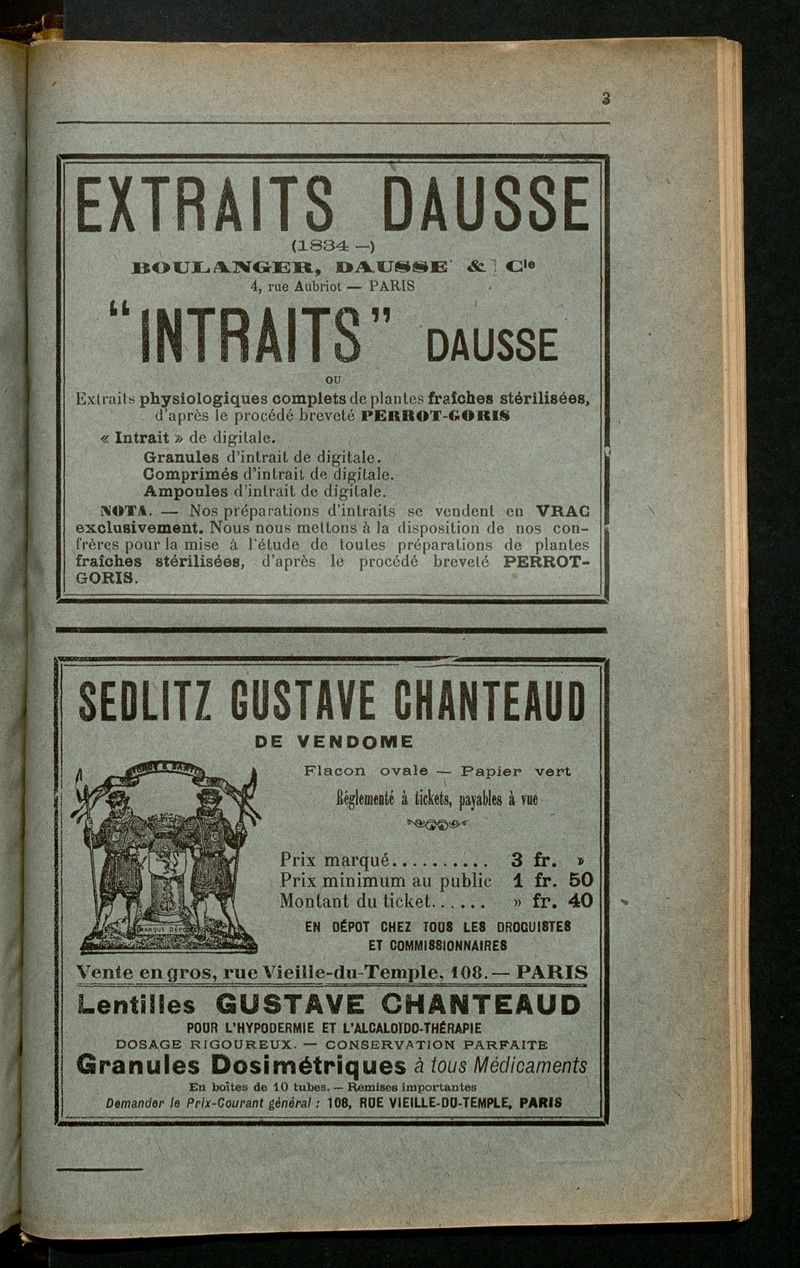 3
EXTRAITS DAUSSE
(1834 —)
BOULANGER, DAUSSE & Cie
4, rue Aubriot — PARIS
"INTRAITS" DAUSSE
OU
Extraits physiologiques complets de plantes fraîches stérilisées,
d'après le procédé breveté PERROT-GORIS
« Intrait » de digitale.
Granules d'intrait de digitale.
Comprimés d'intrait de digitale.
Ampoules d'intrait de digitale.
NOTA. — Nos préparations d'intraits se vendent en VRAC
exclusivement. Nous nous mettons à la disposition de nos con-
frères pour la mise à l'étude de toutes préparations de plantes
fraîches stérilisées, d'après le procédé breveté PERROT-
GORIS.
SEDLITZ GUSTAVE CHANTEAUD
DE VENDOME
Flacon ovale — Papier vert
Réglementé à tickets, payables à vue
Prix marqué.......... 3 fr. »
Prix minimum au public 1 fr. 50
Montant du ticket...... » fr. 40
EN DÉPOT CHEZ TOUS LES DROGUISTES
ET COMMISSIONNAIRES
Vente en gros, rue Vieille-du-Temple, 108. — PARIS
Lentilles GUSTAVE CHANTEAUD
POUR L'HYPODERMIE ET L'ALCALOÏDO-THÉRAPIE
DOSAGE RIGOUREUX. — CONSERVATION PARFAITE
Granules Dosimétriques à tous Médicaments
En boîtes de 10 tubes. — Remises importantes
Demander le Prix-Courant général : 108, RUE VIEILLE-DU-TEMPLE, PARIS